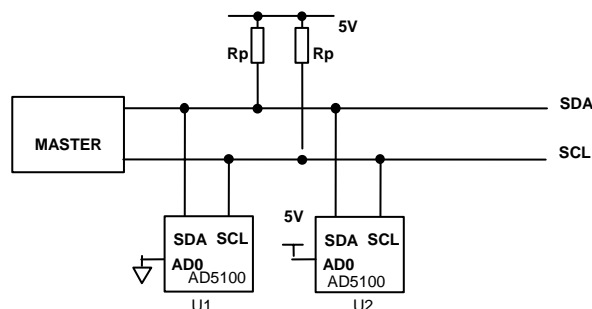 5V
Rp Rp
SDA
MASTER
SCL
5V
SDA SCL SDA SCL
AD0 AD0
AD5100 AD5100
U1 U2